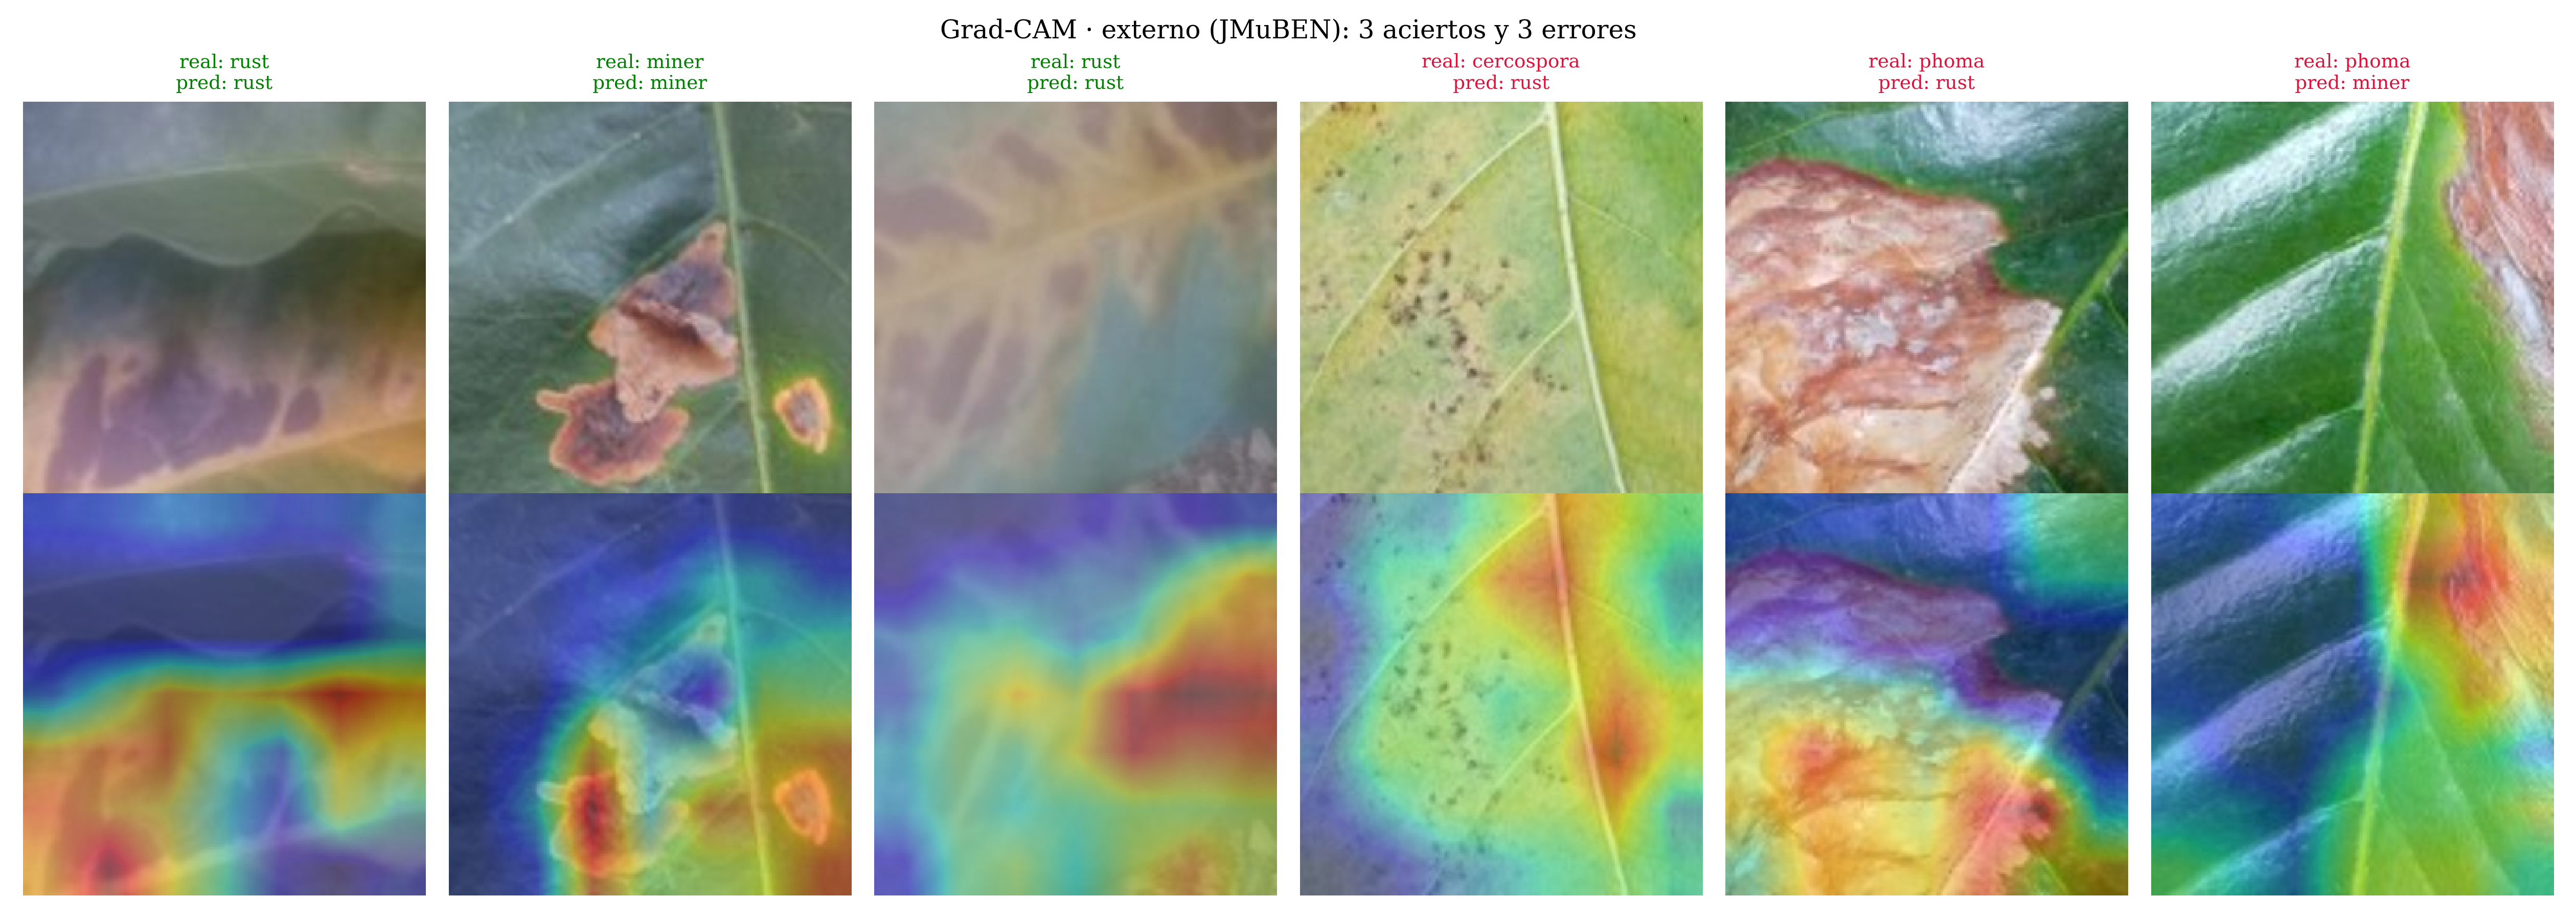 Grad-CAM · externo (JMuBEN): 3 aciertos y 3 errores
real: rust
pred: rust
real: miner
pred: miner
real: rust
pred: rust
real: cercospora
pred: rust
real: phoma
pred: rust
real: phoma
pred: miner